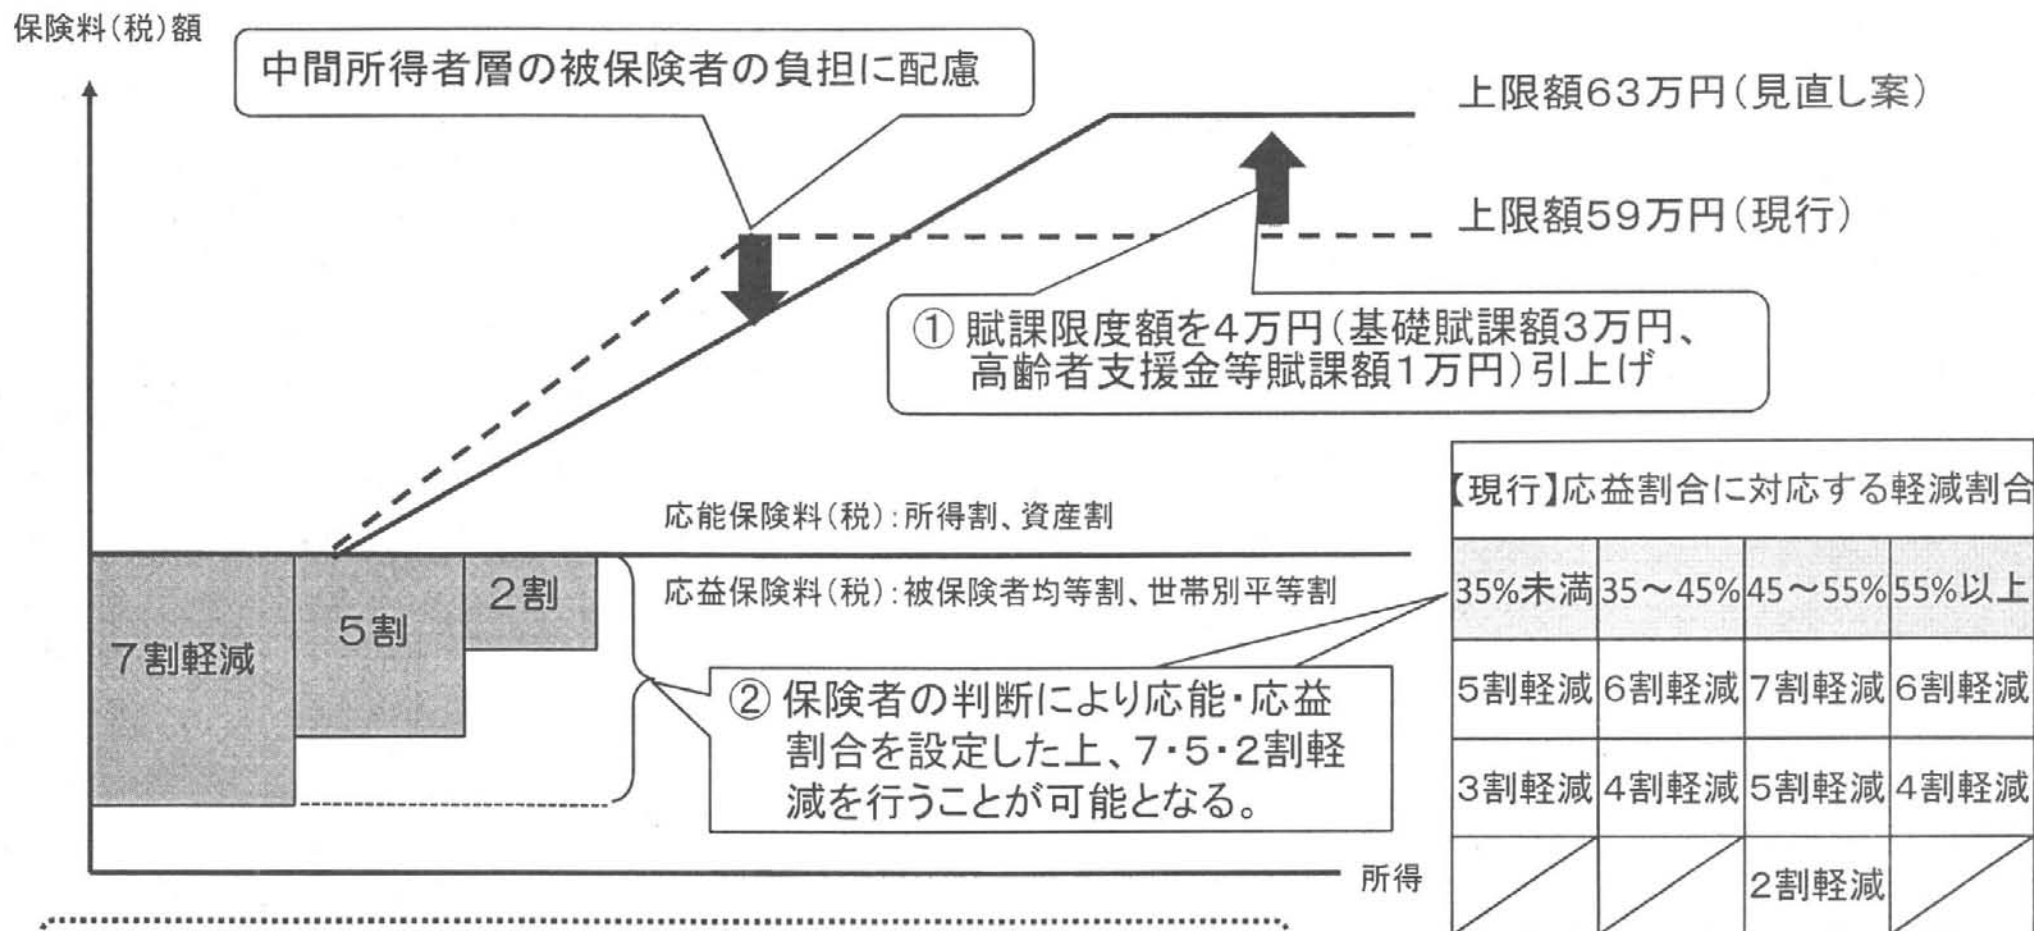 保険料(税)額
中間所得者層の被保険者の負担に配慮
上限額63万円(見直し案)
上限額59万円(現行)
① 賦課限度額を4万円(基礎賦課額3万円、
高齢者支援金等賦課額1万円)引上げ
応能保険料(税):所得割、資産割
応益保険料(税):被保険者均等割、世帯別平等割
7割軽減
5割
2割
② 保険者の判断により応能・応益
割合を設定した上、7・5・2割軽
減を行うことが可能となる。
所得
【現行】応益割合に対応する軽減割合
35%未満 35~45% 45~55% 55%以上
5割軽減 6割軽減 7割軽減 6割軽減
3割軽減 4割軽減 5割軽減 4割軽減
2割軽減